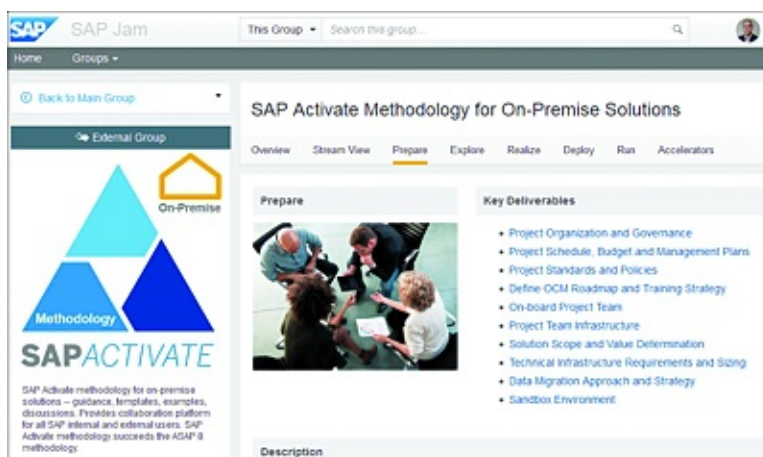 SAP SAP Jam This Group Search this group...
Home Groups
Back to Main Group
External Group
On-Premise
Methodology
SAP ACTIVATE
SAP Activate methodology for on-premise
solutions – guidance, templates, examples,
discussions. Provides collaboration platform
for all SAP internal and external users. SAP
Activate methodology succeeds the ASAP 8
methodology.
SAP Activate Methodology for On-Premise Solutions
Overview Stream View Prepare Explore Realize Deploy Run Accelerators
Prepare
Key Deliverables
Project Organization and Governance
Project Schedule, Budget and Management Plans
Project Standards and Policies
Define OCM Roadmap and Training Strategy
On-board Project Team
Project Team Infrastructure
Solution Scope and Value Determination
Technical Infrastructure Requirements and Sizing
Data Migration Approach and Strategy
Sandbox Environment
Description